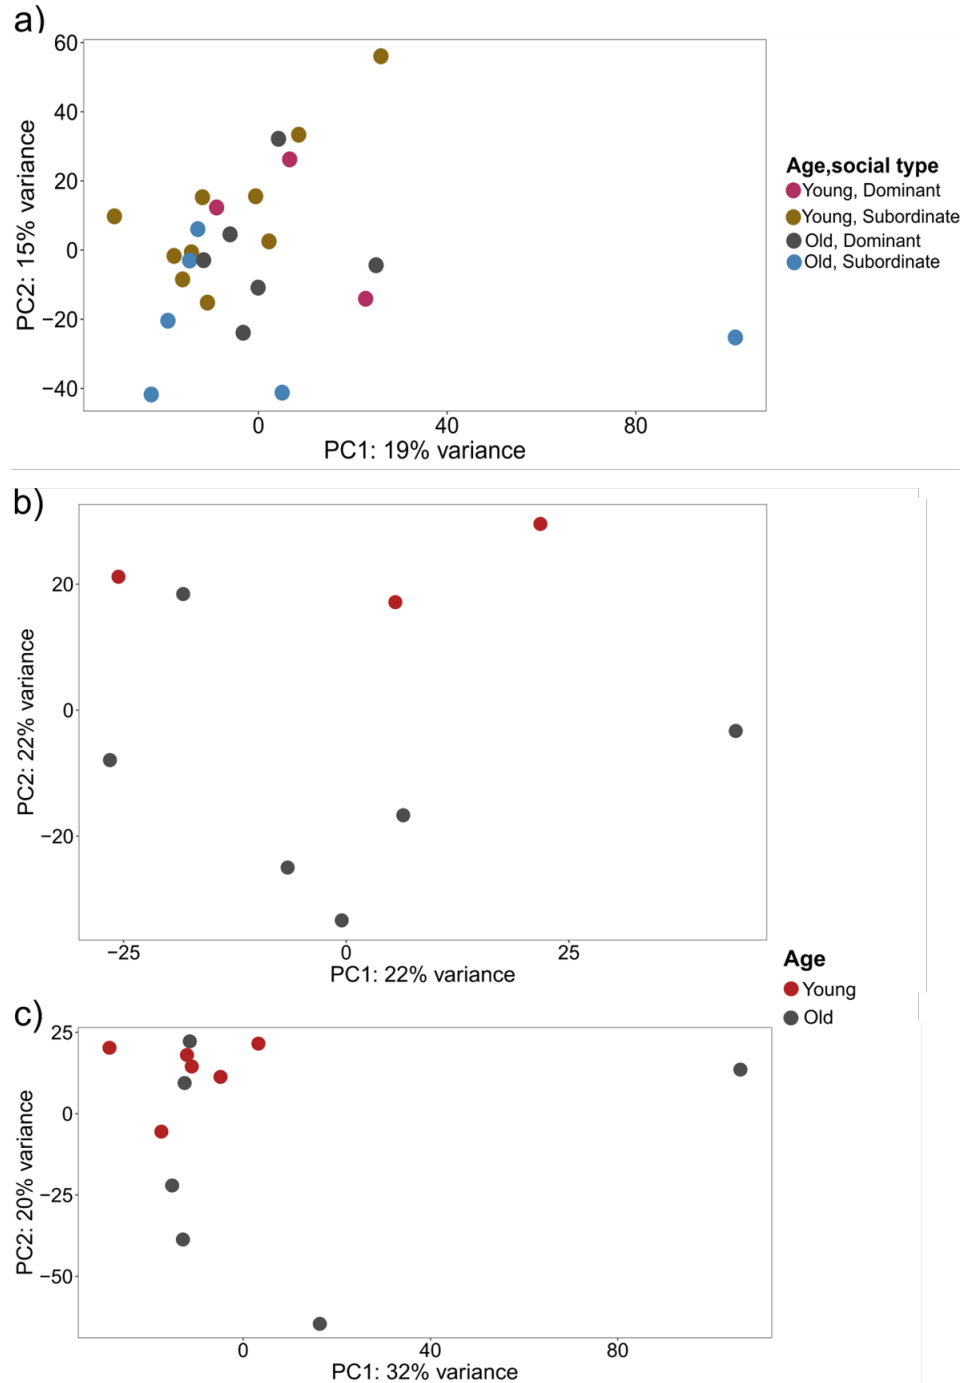 a)
60
40
20
0
−20
−40
PC2: 15% variance
0 40 80
PC1: 19% variance
Age,social type
Young, Dominant
Young, Subordinate
Old, Dominant
Old, Subordinate
b)
20
0
−20
PC2: 22% variance
−25 0 25
PC1: 22% variance
Age
Young
Old
c)
25
0
−25
−50
PC2: 20% variance
0 40 80
PC1: 32% variance